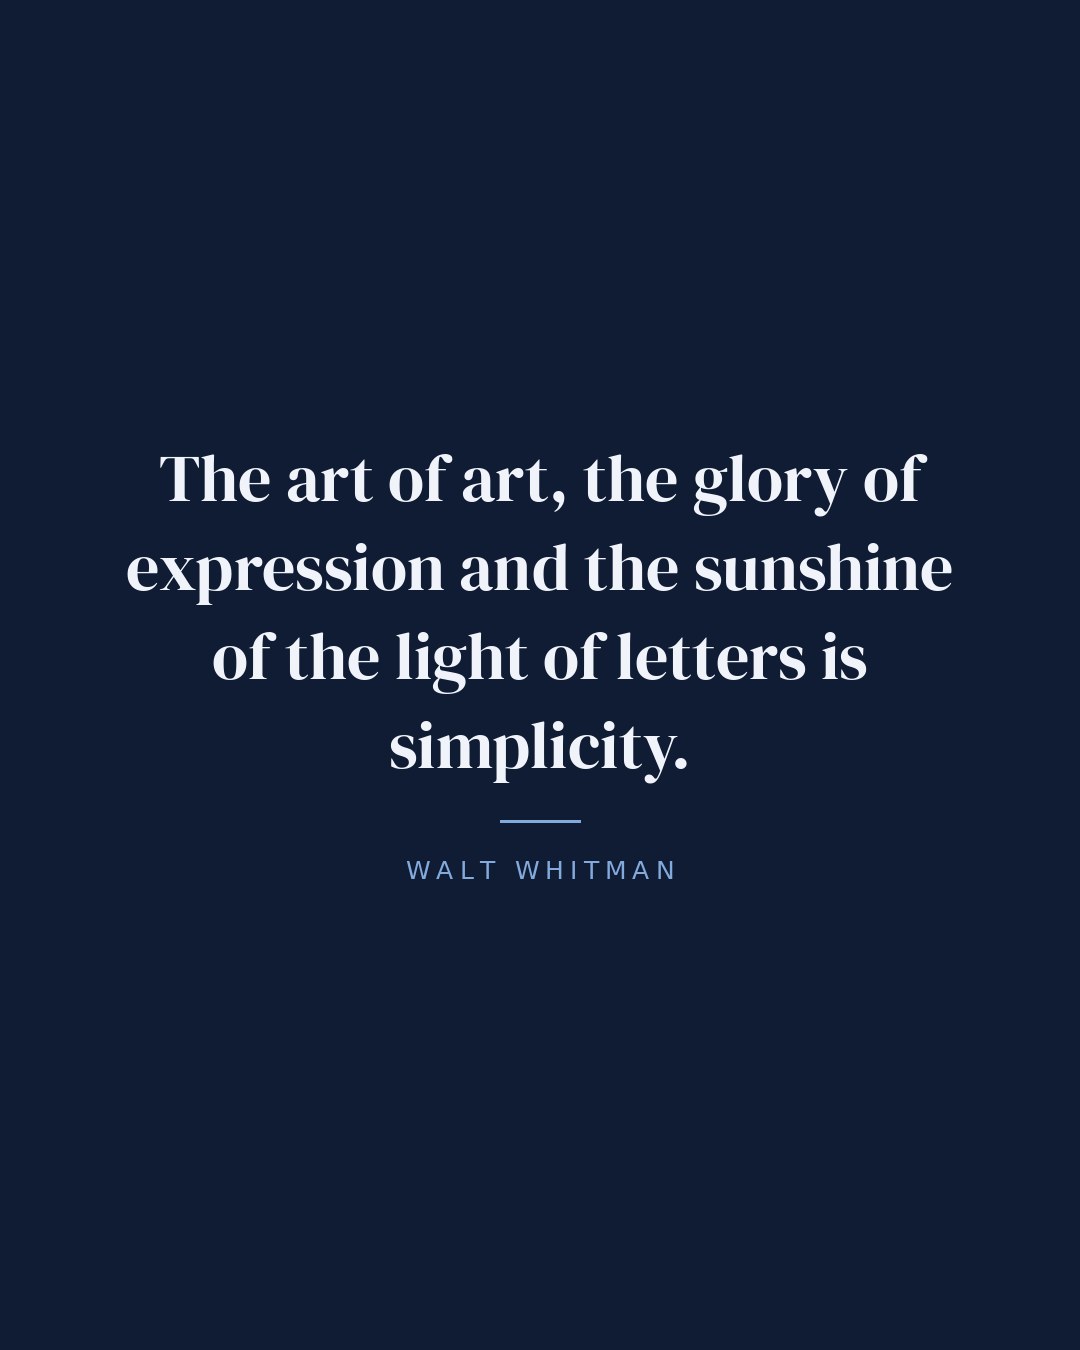 The art of art, the glory of
expression and the sunshine
of the light of letters is
simplicity.
WALT WHITMAN